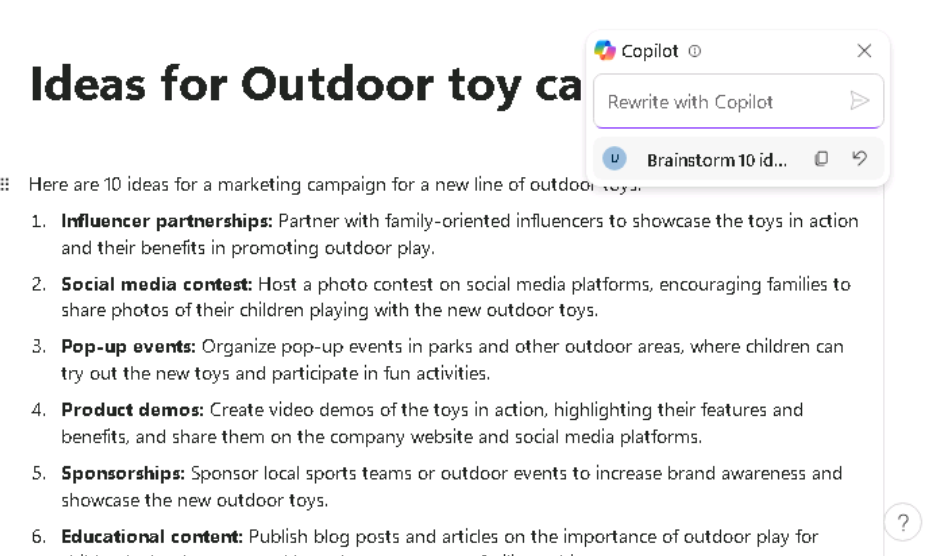 Copilot
Ideas for Outdoor toy ca
Rewrite with Copilot
U Brainstorm 10 id...
Here are 10 ideas for a marketing campaign for a new line of outdoor toys.
1. Influencer partnerships: Partner with family-oriented influencers to showcase the toys in action
and their benefits in promoting outdoor play.
2. Social media contest: Host a photo contest on social media platforms, encouraging families to
share photos of their children playing with the new outdoor toys.
3. Pop-up events: Organize pop-up events in parks and other outdoor areas, where children can
try out the new toys and participate in fun activities.
4. Product demos: Create video demos of the toys in action, highlighting their features and
benefits, and share them on the company website and social media platforms.
5. Sponsorships: Sponsor local sports teams or outdoor events to increase brand awareness and
showcase the new outdoor toys.
6. Educational content: Publish blog posts and articles on the importance of outdoor play for
?